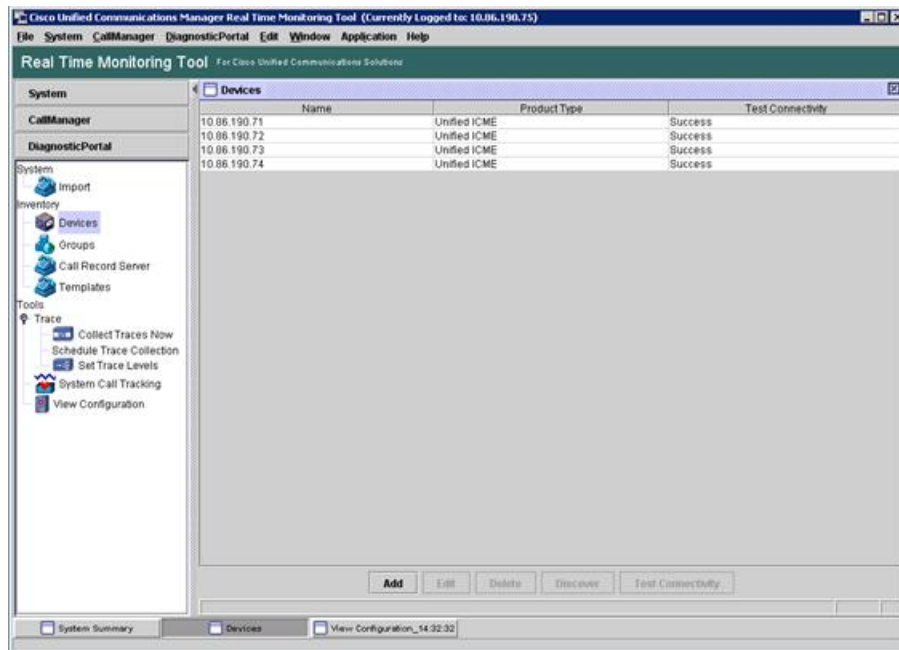 Cisco Unified Communications Manager Real Time Monitoring Tool (Currently Logged to: 10.86.190.75)
File System CallManager DiagnosticPortal Edit Window Application Help
Real Time Monitoring Tool For Cisco Unified Communications Solutions
System
CallManager
DiagnosticPortal
System
Import
Inventory
Devices
Groups
Call Record Server
Templates
Tools
Trace
Collect Traces Now
Schedule Trace Collection
Set Trace Levels
System Call Tracking
View Configuration
Devices
Name Product Type Test Connectivity
10.86.190.71 Unified ICME Success
10.86.190.72 Unified ICME Success
10.86.190.73 Unified ICME Success
10.86.190.74 Unified ICME Success
Add Edit Delete Discover Test Connectivity
System Summary Devices View Configuration_14:32:32